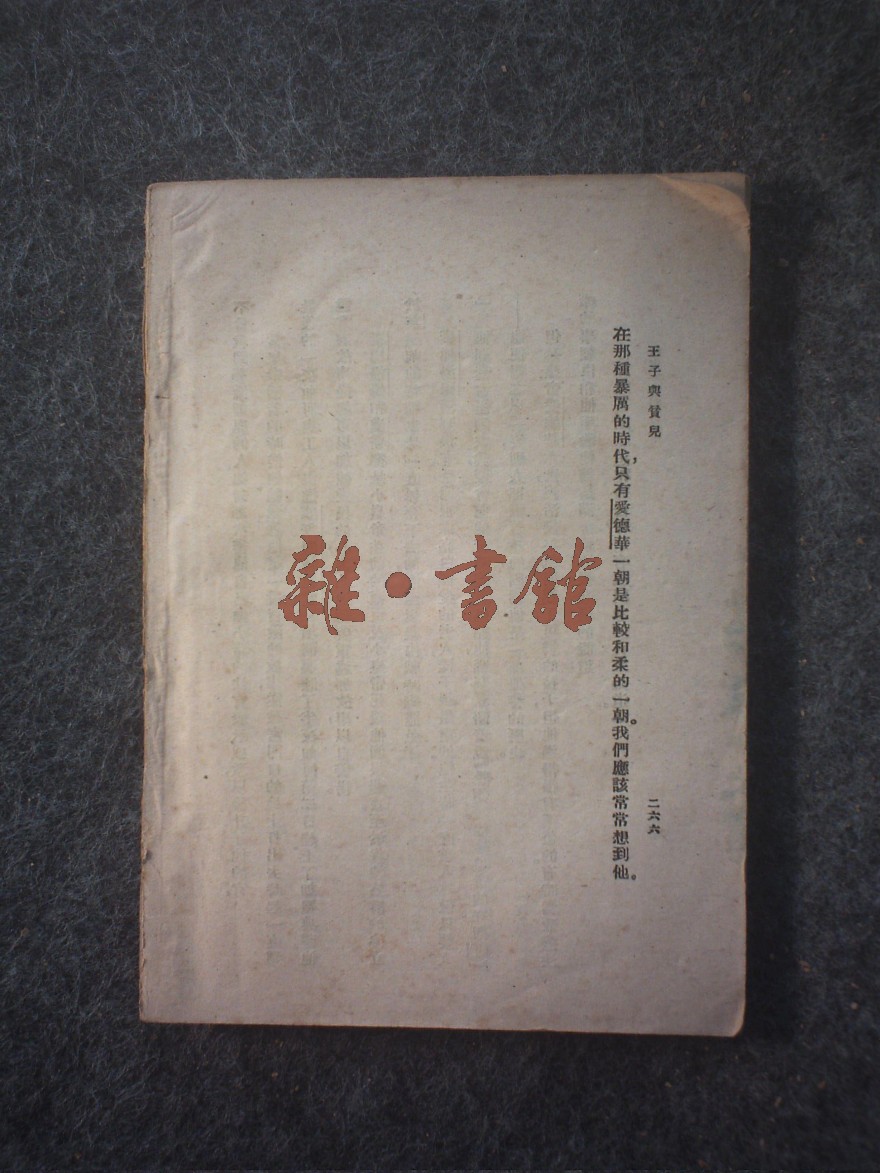 王子與貧兒
二六六
在那種暴厲的時代，只有愛德華一朝是比較和柔的一朝。我們應該常常想到他。
雜・書館